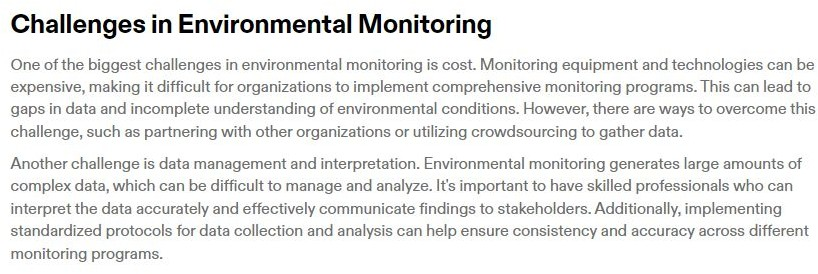 Challenges in Environmental Monitoring
One of the biggest challenges in environmental monitoring is cost. Monitoring equipment and technologies can be
expensive, making it difficult for organizations to implement comprehensive monitoring programs. This can lead to
gaps in data and incomplete understanding of environmental conditions. However, there are ways to overcome this
challenge, such as partnering with other organizations or utilizing crowdsourcing to gather data.
Another challenge is data management and interpretation. Environmental monitoring generates large amounts of
complex data, which can be difficult to manage and analyze. It's important to have skilled professionals who can
interpret the data accurately and effectively communicate findings to stakeholders. Additionally, implementing
standardized protocols for data collection and analysis can help ensure consistency and accuracy across different
monitoring programs.